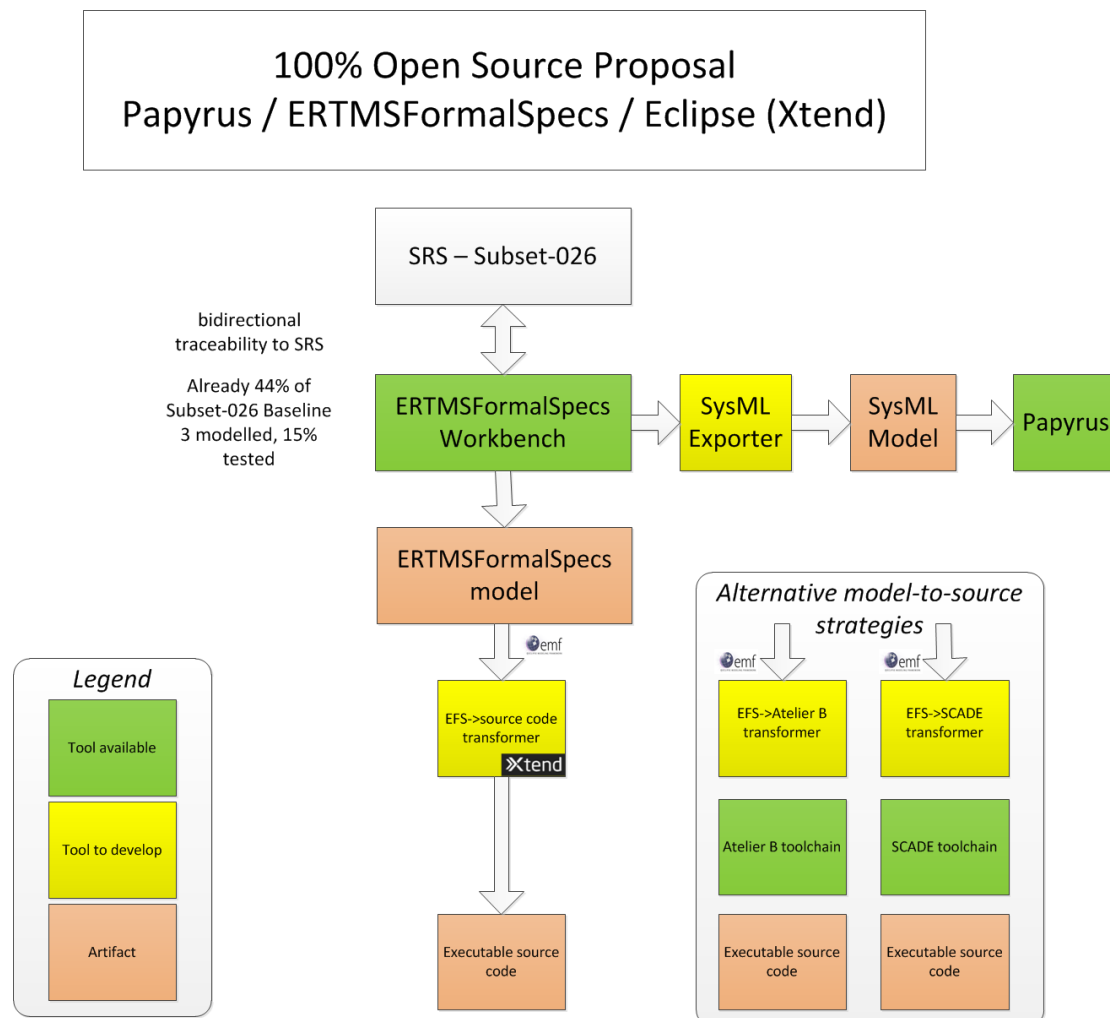 100% Open Source Proposal
Papyrus / ERTMSFormalSpecs / Eclipse (Xtend)
SRS – Subset-026
bidirectional
traceability to SRS
Already 44% of
Subset-026 Baseline
3 modelled, 15%
tested
ERTMSFormalSpecs
Workbench
SysML
Exporter
SysML
Model
Papyrus
ERTMSFormalSpecs
model
emf
EFS->source code
transformer
Xtend
Executable source
code
Alternative model-to-source
strategies
emf
EFS->Atelier B
transformer
Atelier B toolchain
Executable source
code
emf
EFS->SCADE
transformer
SCADE toolchain
Executable source
code
Legend
Tool available
Tool to develop
Artifact